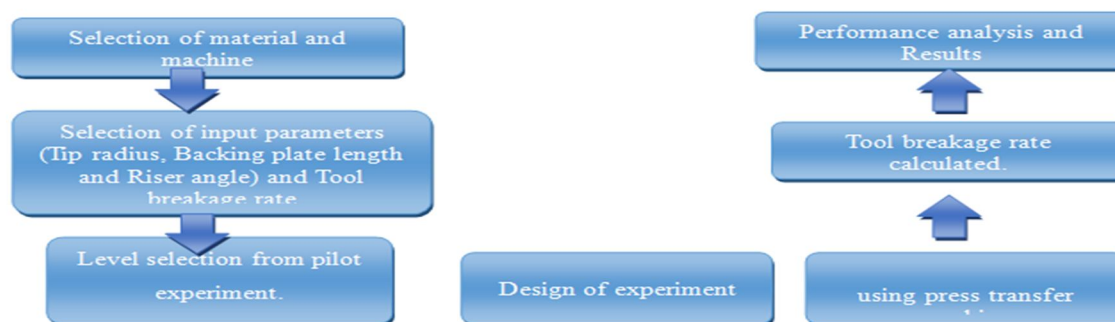 Selection of material and
machine
Selection of input parameters
(Tip radius, Backing plate length
and Riser angle) and Tool
breakage rate
Level selection from pilot
experiment.
Design of experiment
using press transfer
Tool breakage rate
calculated.
Performance analysis and
Results